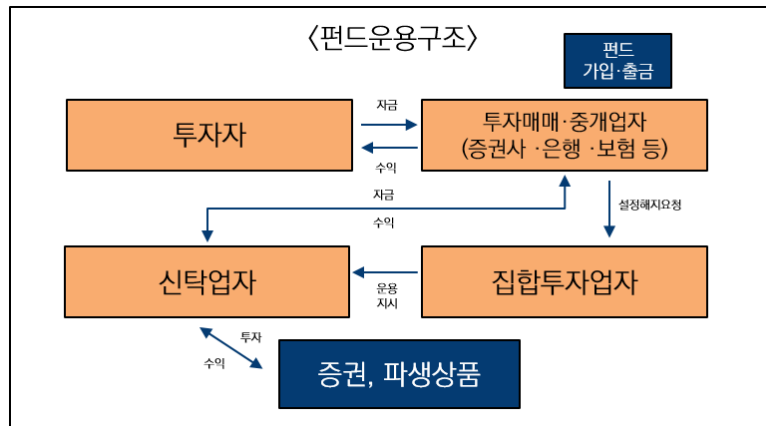 〈펀드운용구조〉
펀드
가입·출금
투자자
자금
수익
투자매매·중개업자
(증권사 ·은행 ·보험 등)
자금
수익
설정해지요청
신탁업자
운용
지시
집합투자업자
투자
수익
증권, 파생상품